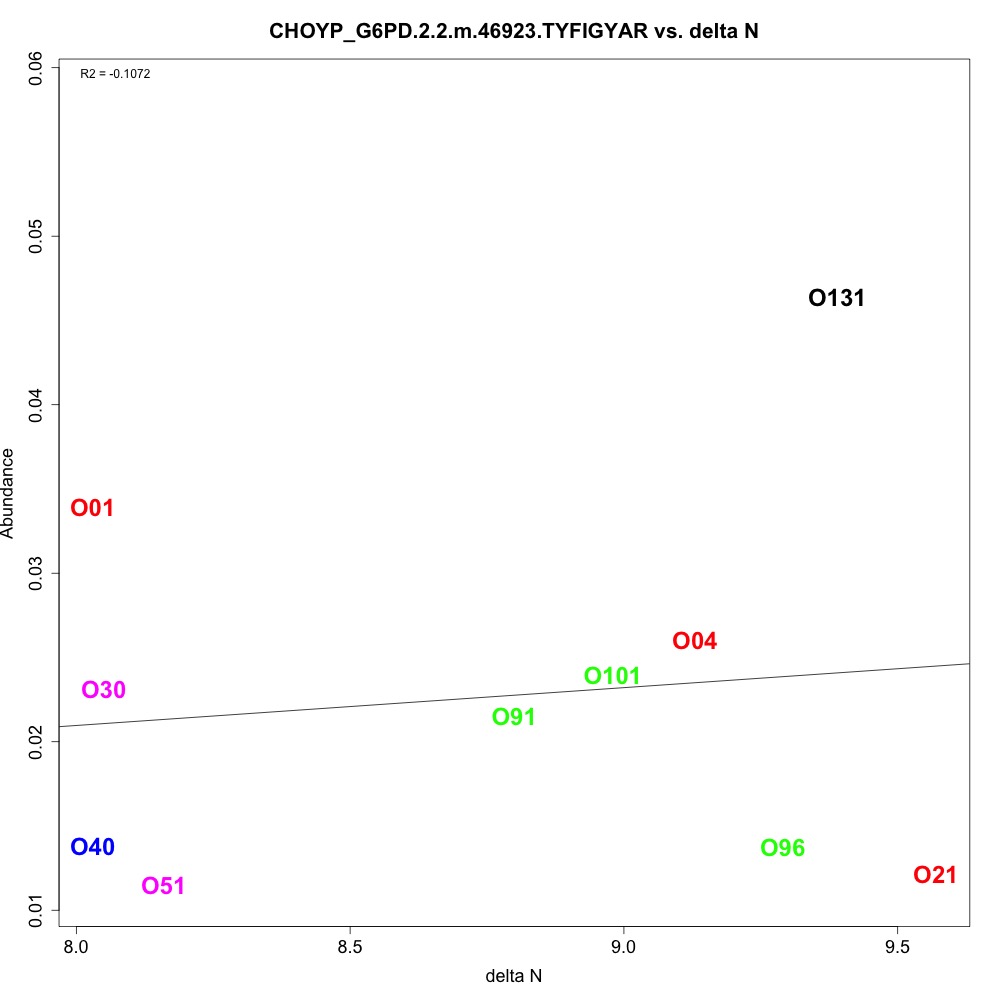 CHOYP_G6PD.2.2.m.46923.TYFIGYAR vs. delta N
R2 = -0.1072
0.06
0.05
O131
0.04
Abundance
O01
0.03
O04
O101
O30
O91
0.02
O40
O96
O21
O51
0.01
8.0 8.5 9.0 9.5
delta N